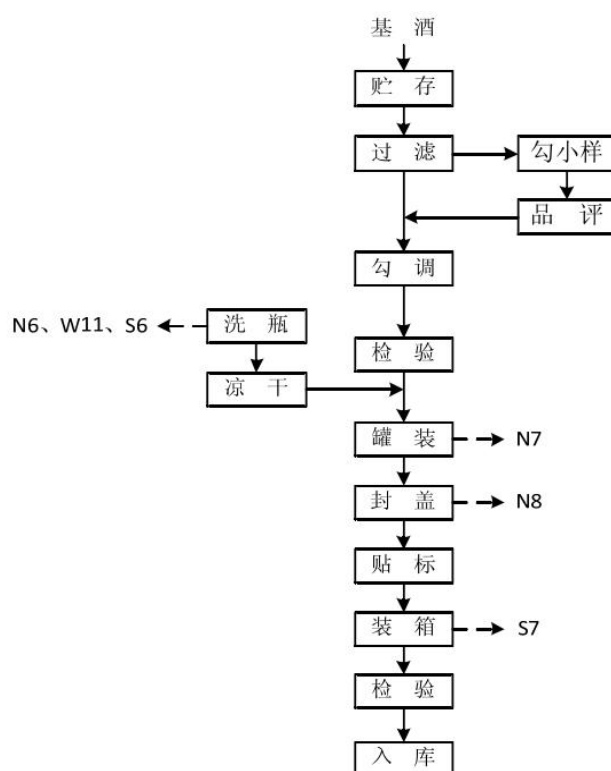 基 酒
贮 存
过 滤
勾小样
品 评
勾 调
N6、W11、S6
洗 瓶
检 验
凉 干
罐 装
N7
封 盖
N8
贴 标
装 箱
S7
检 验
入 库